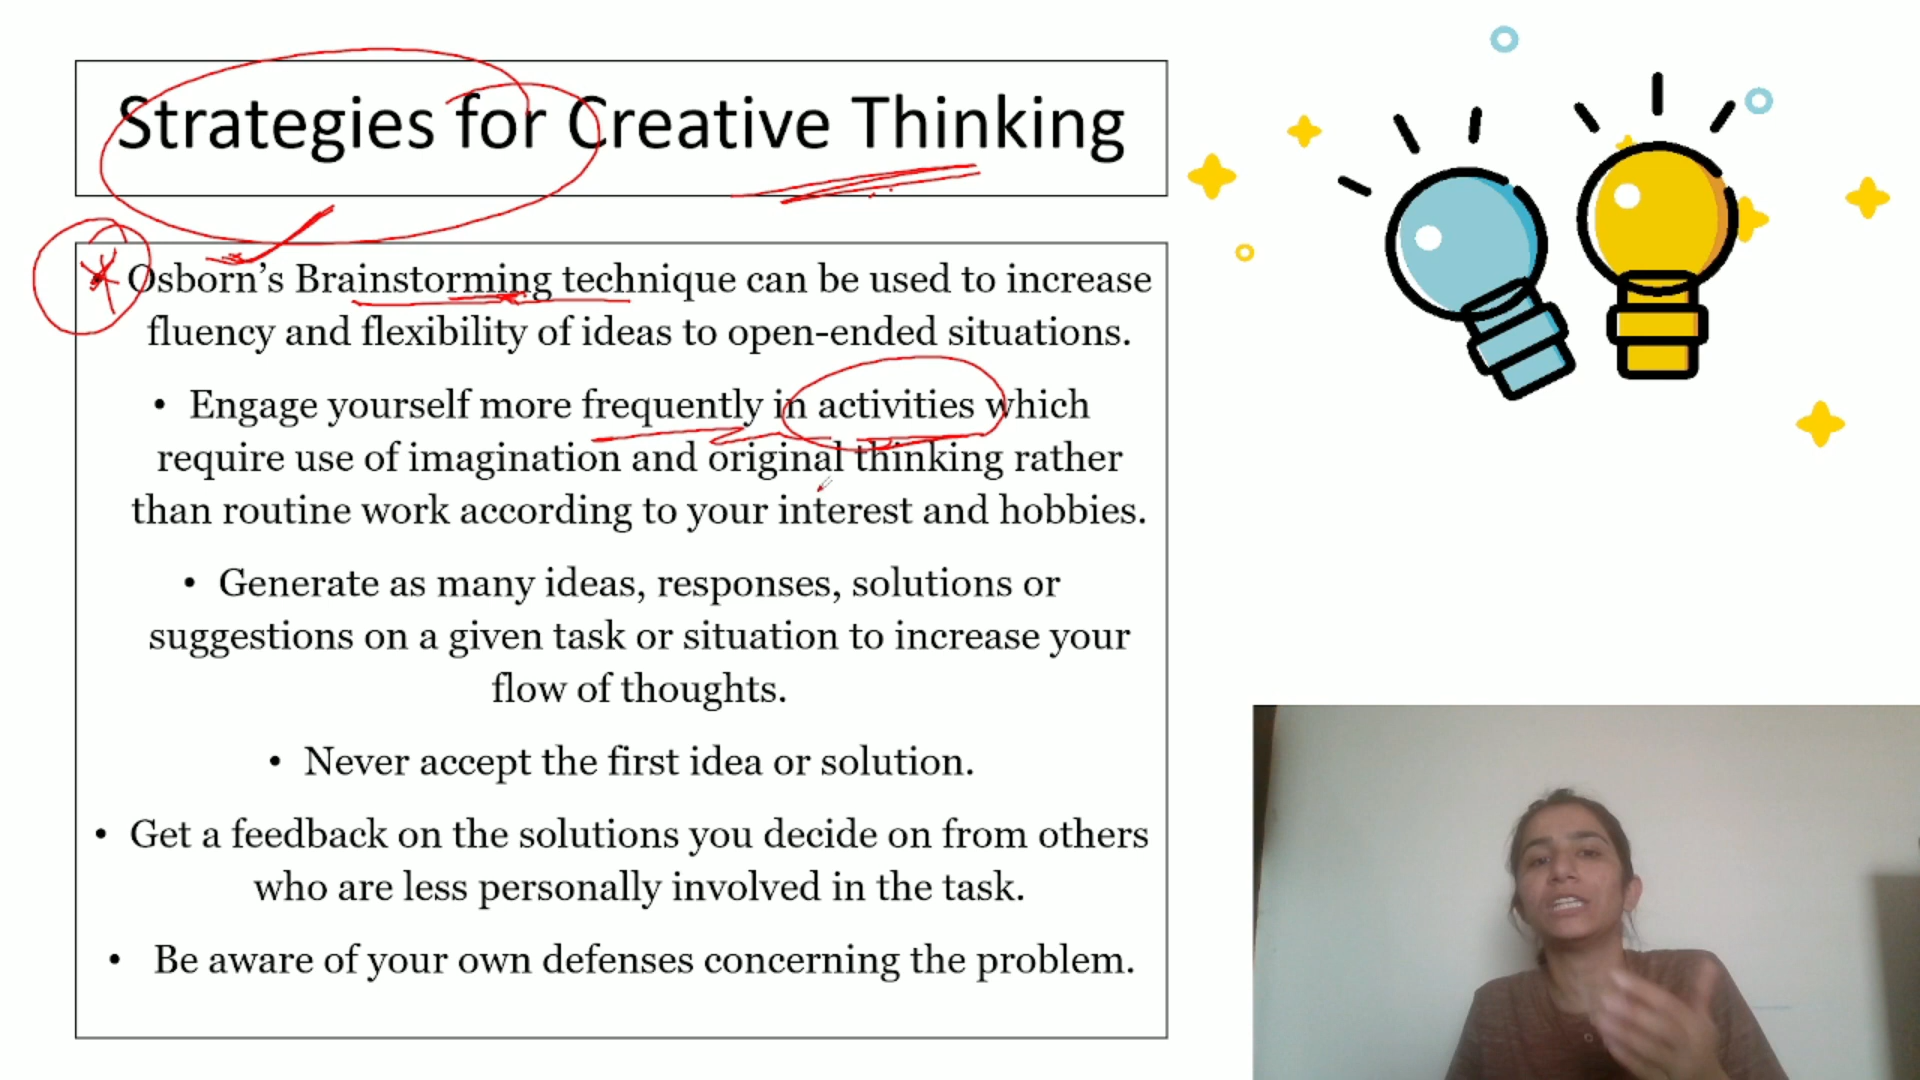 Strategies for Creative Thinking
Osborn’s Brainstorming technique can be used to increase
fluency and flexibility of ideas to open-ended situations.
• Engage yourself more frequently in activities which
require use of imagination and original thinking rather
than routine work according to your interest and hobbies.
• Generate as many ideas, responses, solutions or
suggestions on a given task or situation to increase your
flow of thoughts.
• Never accept the first idea or solution.
• Get a feedback on the solutions you decide on from others
who are less personally involved in the task.
• Be aware of your own defenses concerning the problem.